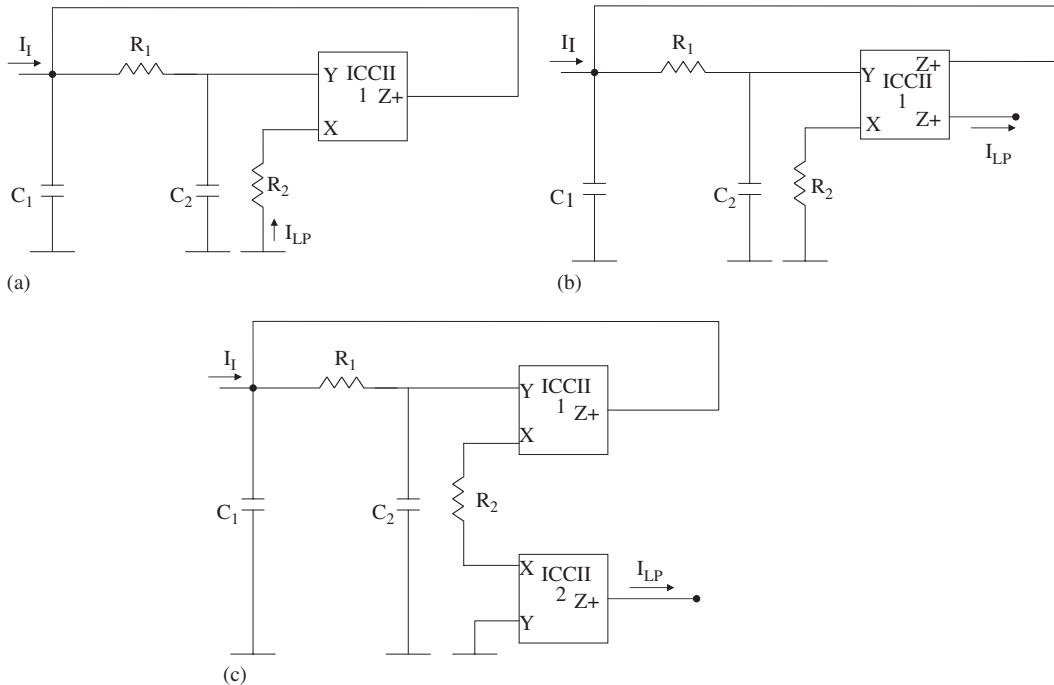 I_I
R_1
Y
ICCII
1
Z+
X
C_1
C_2
R_2
I_LP
(a)
I_I
R_1
Y
Z+
ICCII
1
X
Z+
I_LP
C_1
C_2
R_2
(b)
I_I
R_1
Y
ICCII
1
Z+
X
C_1
C_2
R_2
X
ICCII
2
Z+
Y
I_LP
(c)